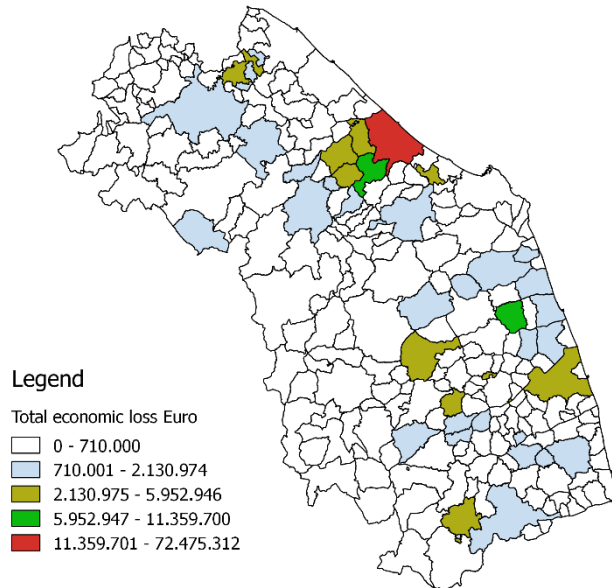 Legend
Total economic loss Euro
0 - 710.000
710.001 - 2.130.974
2.130.975 - 5.952.946
5.952.947 - 11.359.700
11.359.701 - 72.475.312